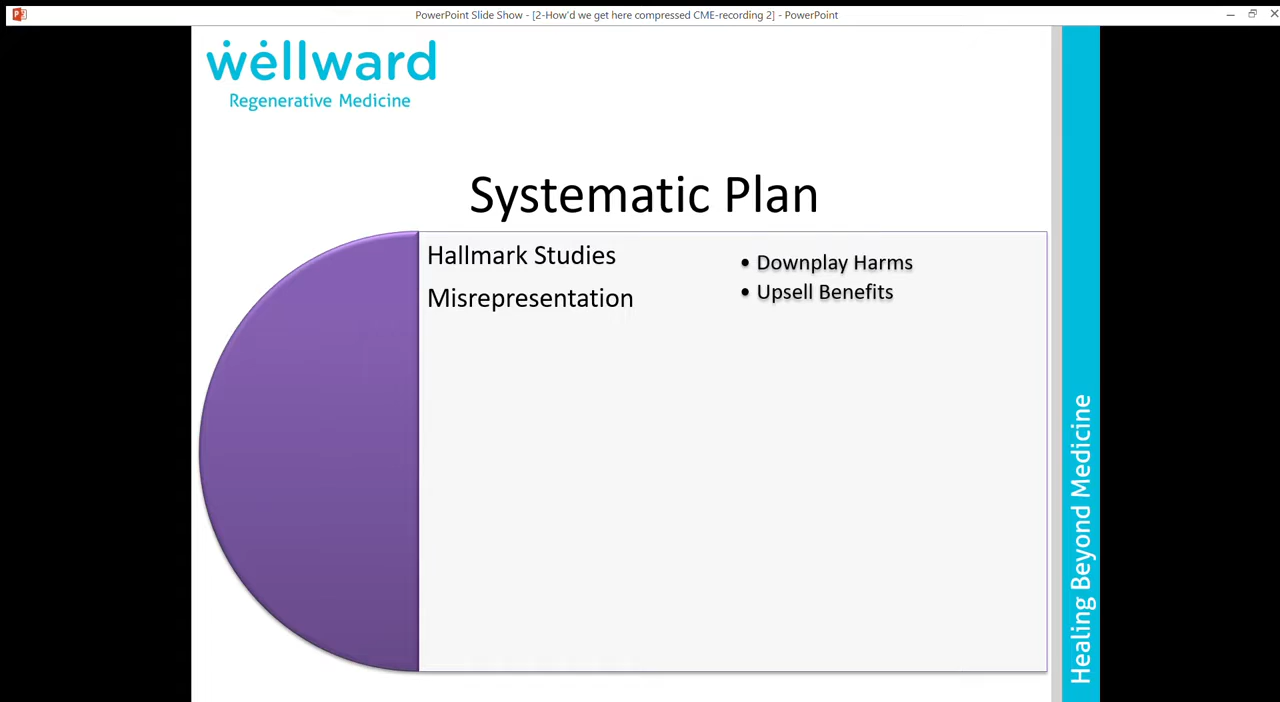 PowerPoint Slide Show - [2-How'd we get here compressed CME-recording 2] - PowerPoint
wellward
Regenerative Medicine
Systematic Plan
Hallmark Studies
Misrepresentation
• Downplay Harms
• Upsell Benefits
Healing Beyond Medicine